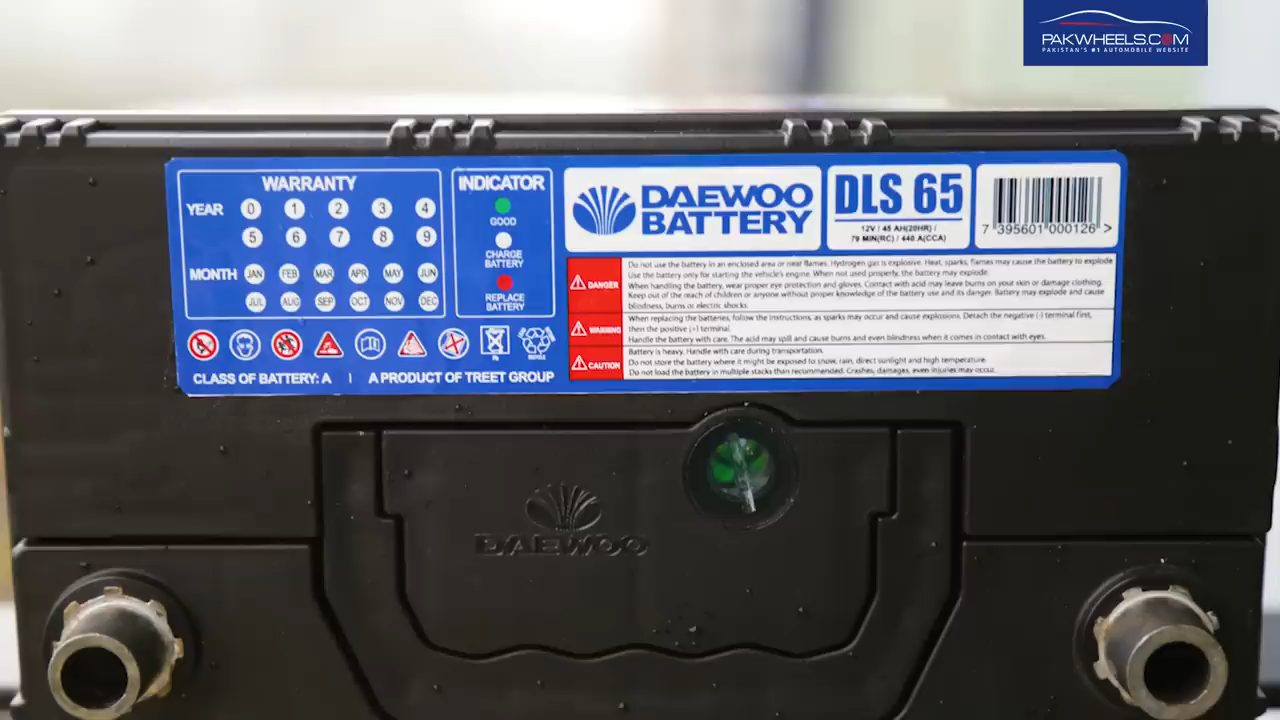 PAKWHEELS.COM
PAKISTAN'S #1 AUTOMOBILE WEBSITE
WARRANTY
YEAR 0 1 2 3 4
5 6 7 8 9
MONTH JAN FEB MAR APR MAY JUN
JUL AUG SEP OCT NOV DEC
INDICATOR
GOOD
CHARGE
BATTERY
REPLACE
BATTERY
RECYCLE
CLASS OF BATTERY: A | A PRODUCT OF TREET GROUP
DAEWOO
BATTERY
DLS 65
12V / 45 AH(20HR) /
79 MIN(RC) / 440 A(CCA)
7 395601 000126 >
DANGER
Do not use the battery in an enclosed area or near flames. Hydrogen gas is explosive. Heat, sparks, flames may cause the battery to explode
Use the battery only for starting the vehicle's engine. When not used properly, the battery may explode.
When handling the battery, wear proper eye protection and gloves. Contact with acid may leave burns on your skin or damage clothing.
Keep out of the reach of children or anyone without proper knowledge of the battery use and its danger. Battery may explode and cause
blindness, burns or electric shocks.
WARNING
When replacing the batteries, follow the instructions, as sparks may occur and cause explosions. Detach the negative (-) terminal first,
then the positive (+) terminal.
Handle the battery with care. The acid may spill and cause burns and even blindness when it comes in contact with eyes.
CAUTION
Battery is heavy. Handle with care during transportation.
Do not store the battery where it might be exposed to snow, rain, direct sunlight and high temperature.
Do not load the battery in multiple stacks than recommended. Crashes, damages, even injuries may occur.
DAEWOO